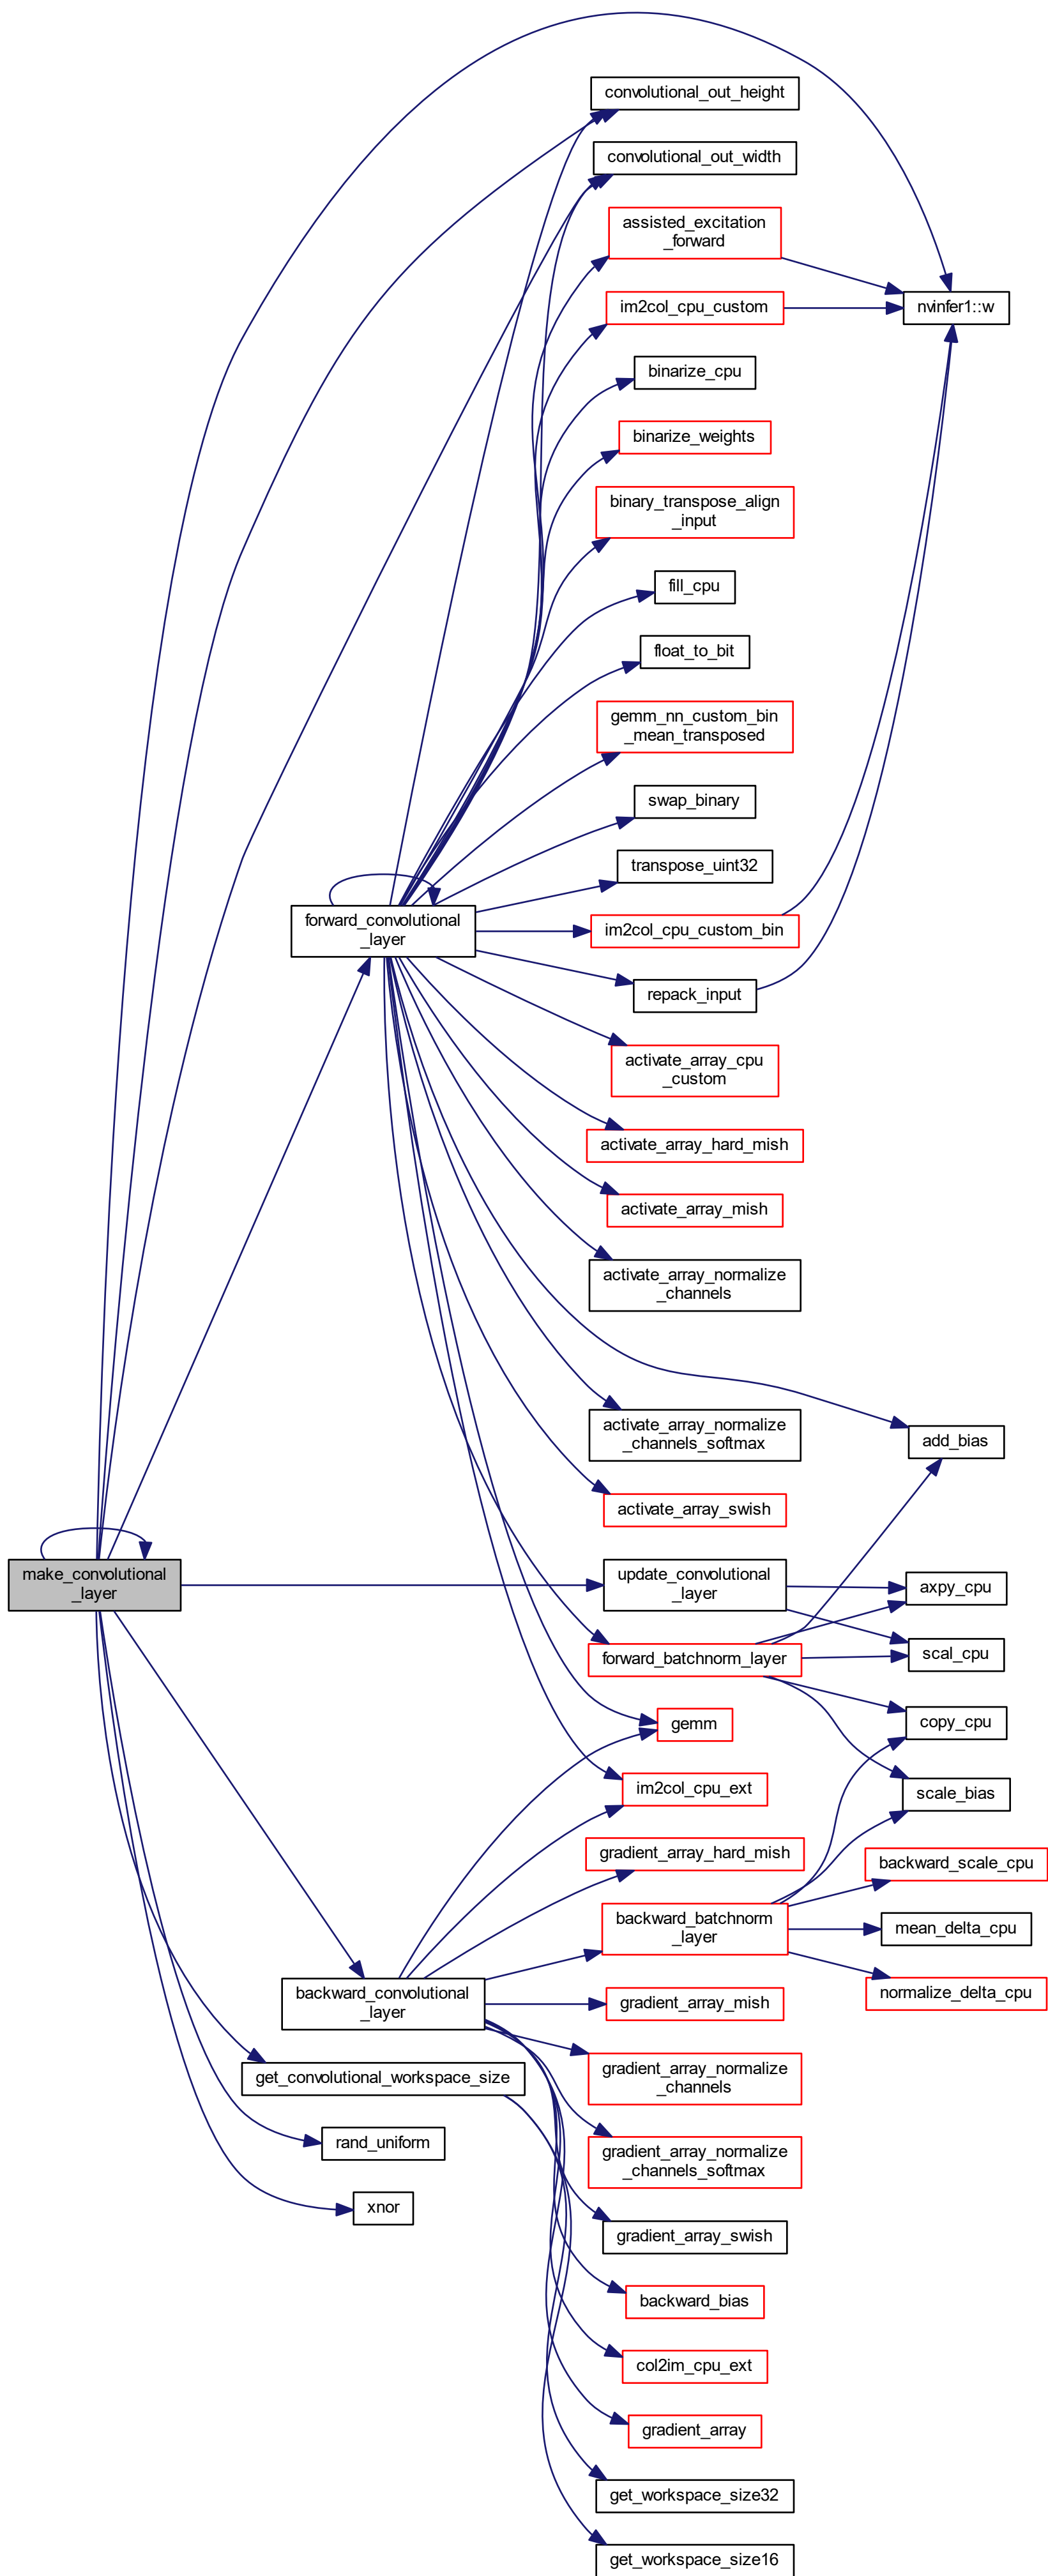 convolutional_out_height
convolutional_out_width
assisted_excitation
_forward
im2col_cpu_custom
nvinfer1::w
binarize_cpu
binarize_weights
binary_transpose_align
_input
fill_cpu
float_to_bit
gemm_nn_custom_bin
_mean_transposed
swap_binary
transpose_uint32
forward_convolutional
_layer
im2col_cpu_custom_bin
repack_input
activate_array_cpu
_custom
activate_array_hard_mish
activate_array_mish
activate_array_normalize
_channels
activate_array_normalize
_channels_softmax
add_bias
activate_array_swish
make_convolutional
_layer
update_convolutional
_layer
axpy_cpu
forward_batchnorm_layer
scal_cpu
gemm
copy_cpu
im2col_cpu_ext
scale_bias
gradient_array_hard_mish
backward_scale_cpu
backward_batchnorm
_layer
mean_delta_cpu
backward_convolutional
_layer
gradient_array_mish
normalize_delta_cpu
get_convolutional_workspace_size
gradient_array_normalize
_channels
rand_uniform
gradient_array_normalize
_channels_softmax
xnor
gradient_array_swish
backward_bias
col2im_cpu_ext
gradient_array
get_workspace_size32
get_workspace_size16